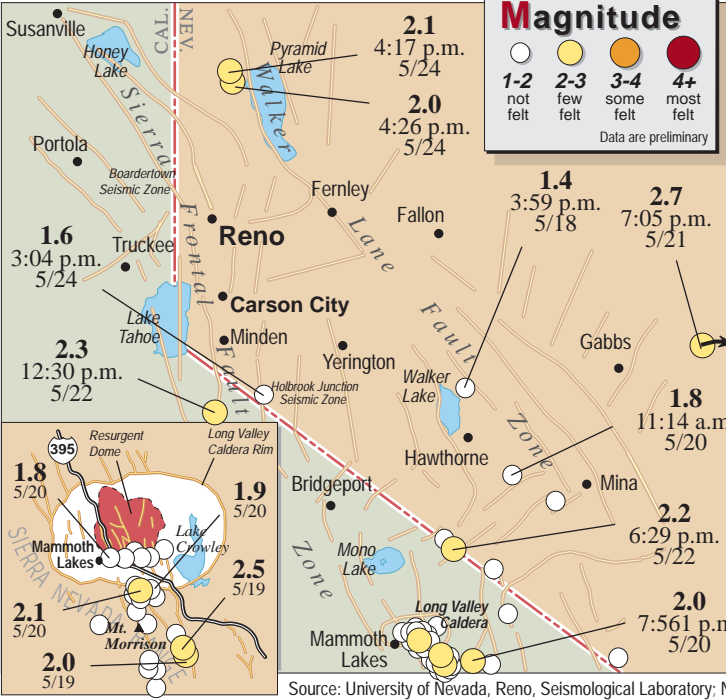 Magnitude
1-2 2-3 3-4 4+
not felt few felt some felt most felt
Data are preliminary
Susanville
CAL.
NEV.
Honey Lake
2.1
4:17 p.m.
5/24
Pyramid Lake
2.0
4:26 p.m.
5/24
Sierra
Walker
Portola
Boardertown
Seismic Zone
Fernley
1.4
3:59 p.m.
5/18
2.7
7:05 p.m.
5/21
Fallon
Frontal
Reno
Lane
1.6
3:04 p.m.
5/24
Truckee
Carson City
Lake Tahoe
Minden
Fault
Gabbs
Yerington
2.3
12:30 p.m.
5/22
Fault
Holbrook Junction
Seismic Zone
Walker
Lake
1.8
11:14 a.m
5/20
Zone
Hawthorne
Bridgeport
Mina
2.2
6:29 p.m.
5/22
Zone
Mono
Lake
Long Valley
Caldera
2.0
7:561 p.m
5/20
Mammoth
Lakes
395
Resurgent
Dome
Long Valley
Caldera Rim
1.8
5/20
1.9
5/20
Lake
Crowley
Mammoth
Lakes
SIERRA NEVADA RANGE
2.5
5/19
2.1
5/20
Mt.
Morrison
2.0
5/19
Source: University of Nevada, Reno, Seismological Laboratory;